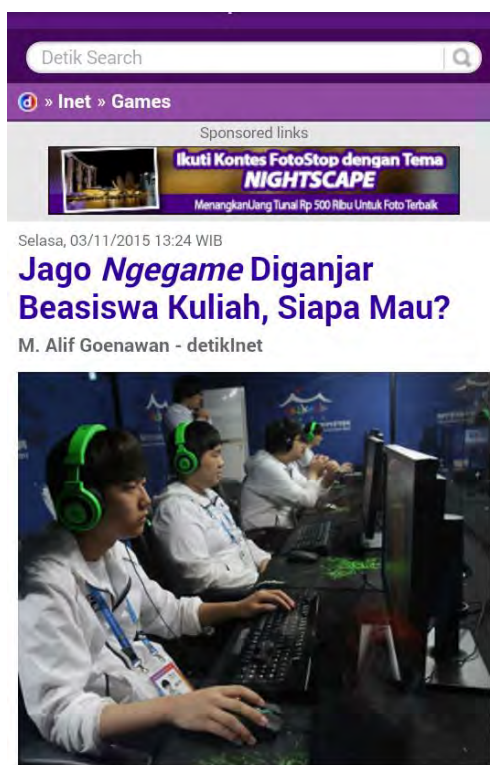 Detik Search
d » Inet » Games
Sponsored links
Ikuti Kontes FotoStop dengan Tema
NIGHTSCAPE
MenangkanUang Tunai Rp 500 Ribu Untuk Foto Terbaik
Selasa, 03/11/2015 13:24 WIB
Jago Ngegame Diganjar
Beasiswa Kuliah, Siapa Mau?
M. Alif Goenawan - detikInet